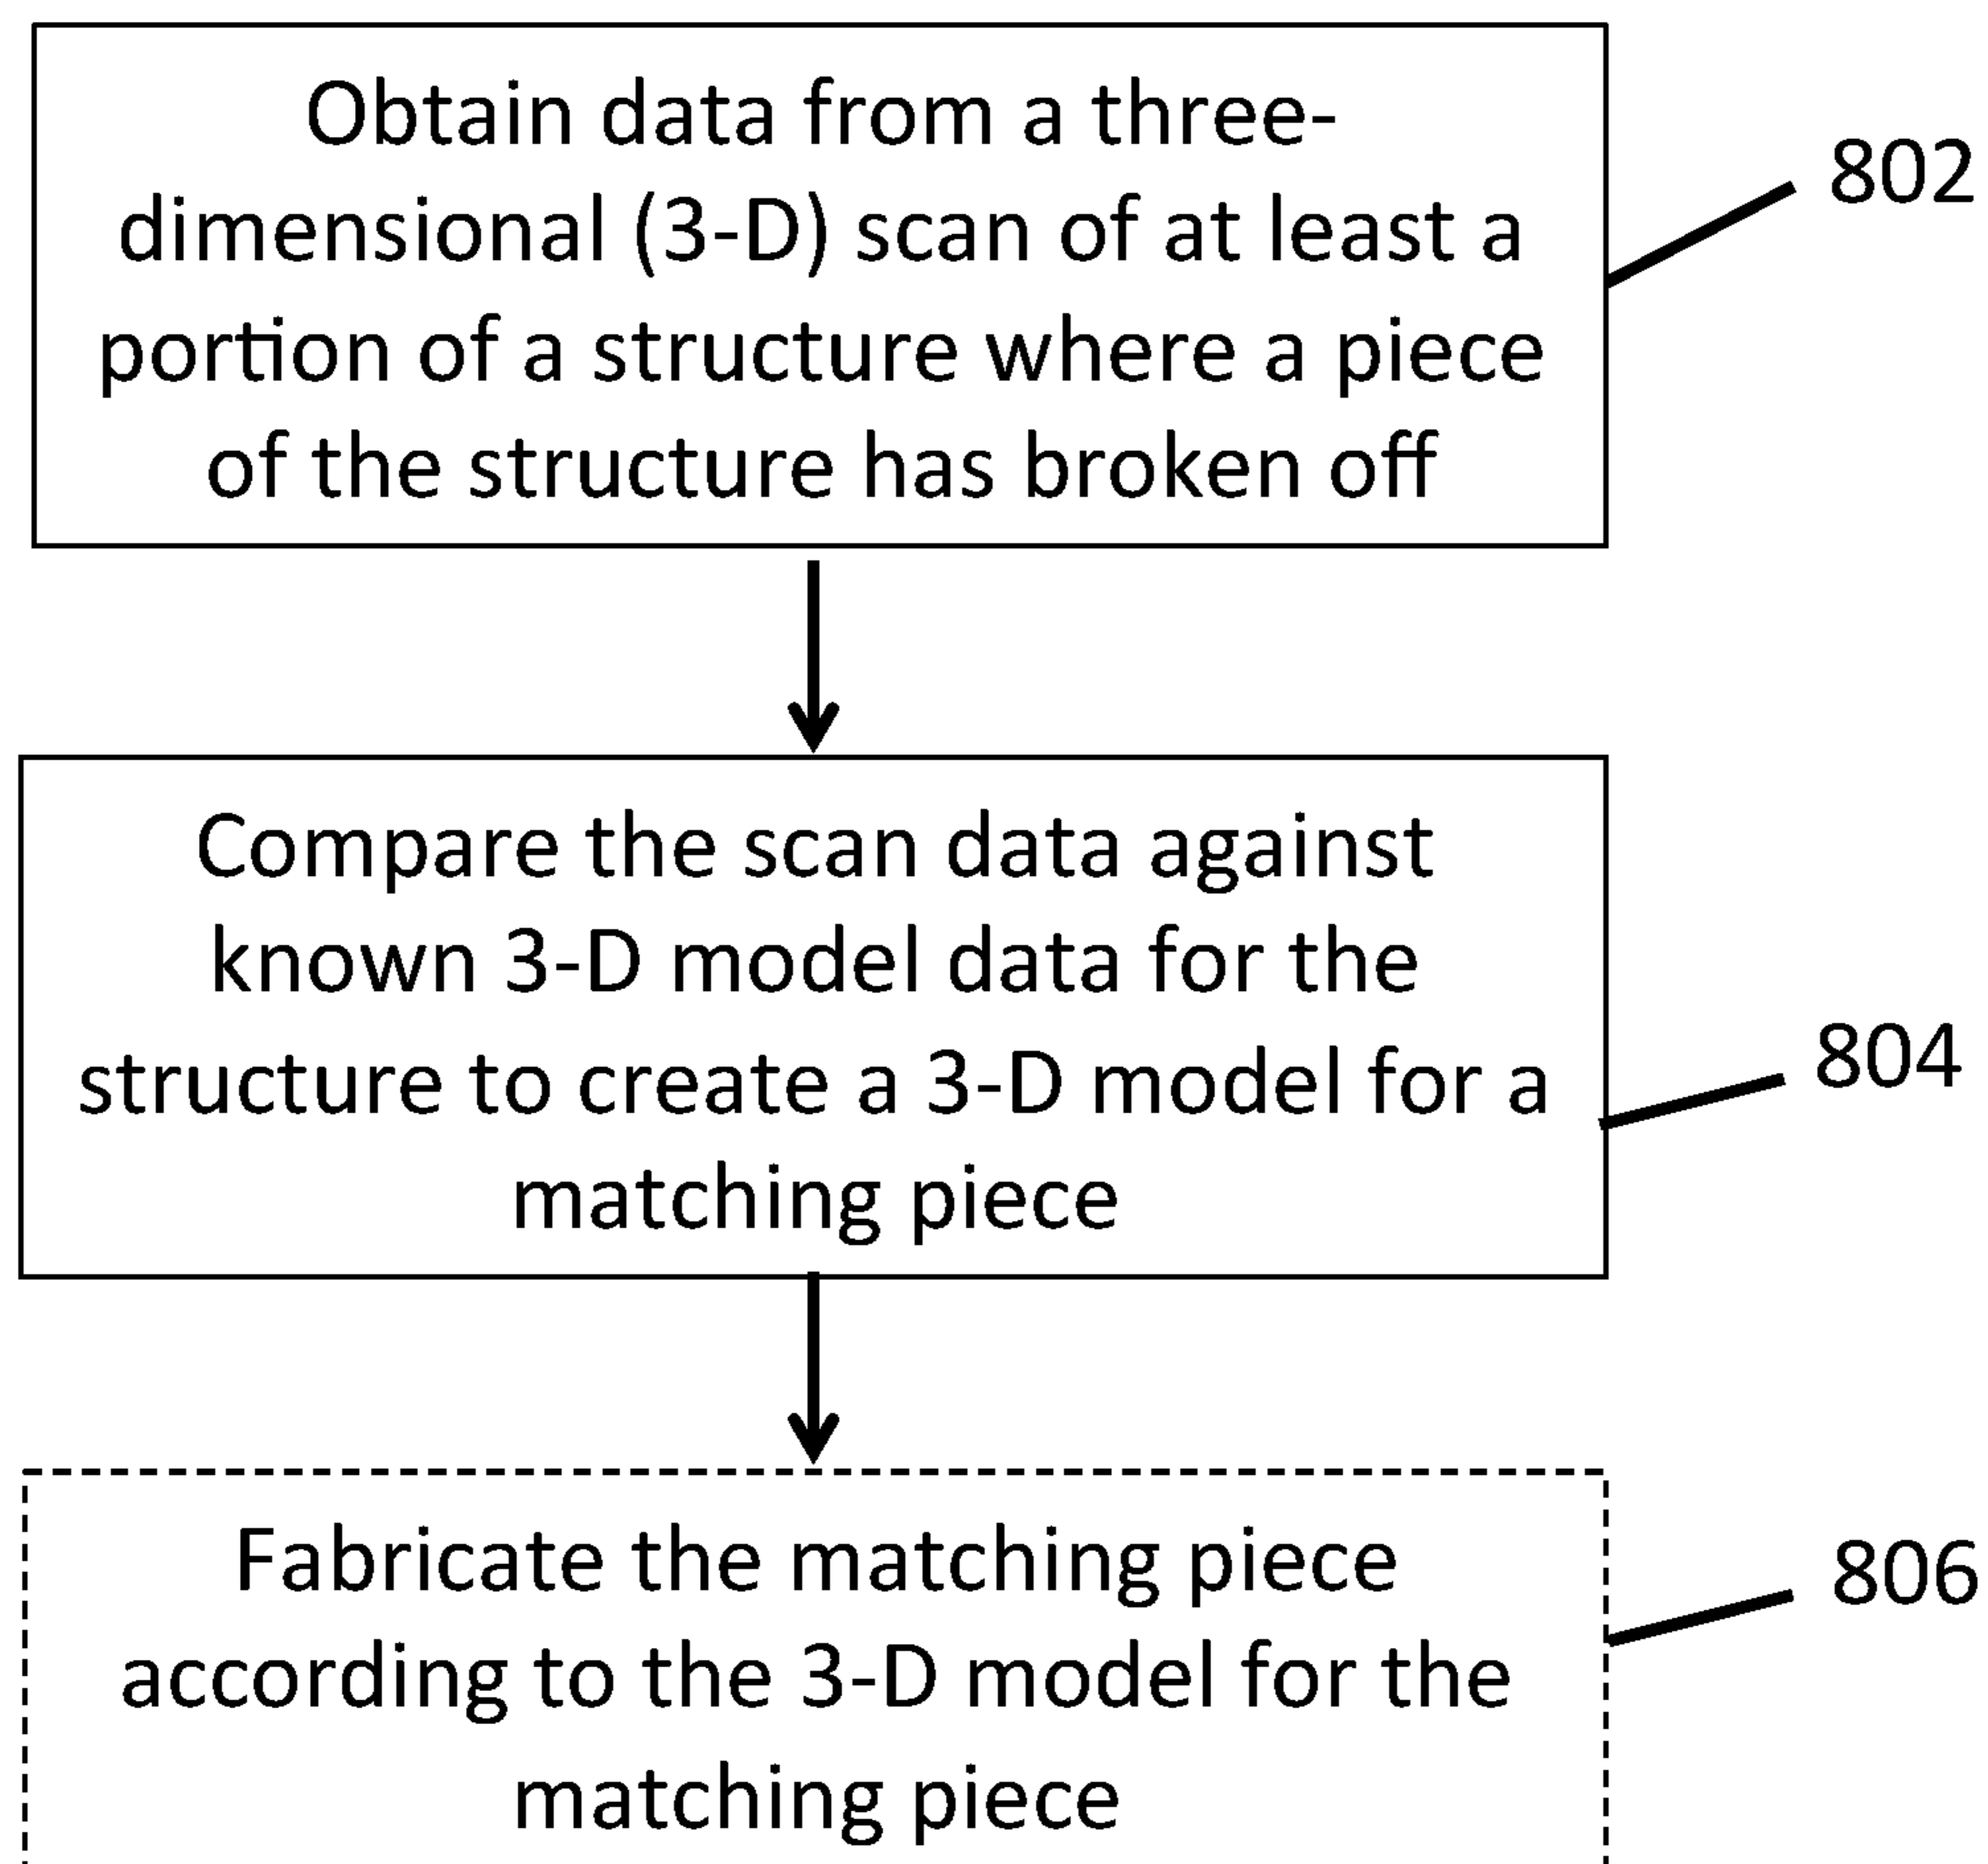 Obtain data from a three-
dimensional (3-D) scan of at least a
portion of a structure where a piece
of the structure has broken off
802
Compare the scan data against
known 3-D model data for the
structure to create a 3-D model for a
matching piece
804
Fabricate the matching piece
according to the 3-D model for the
matching piece
806